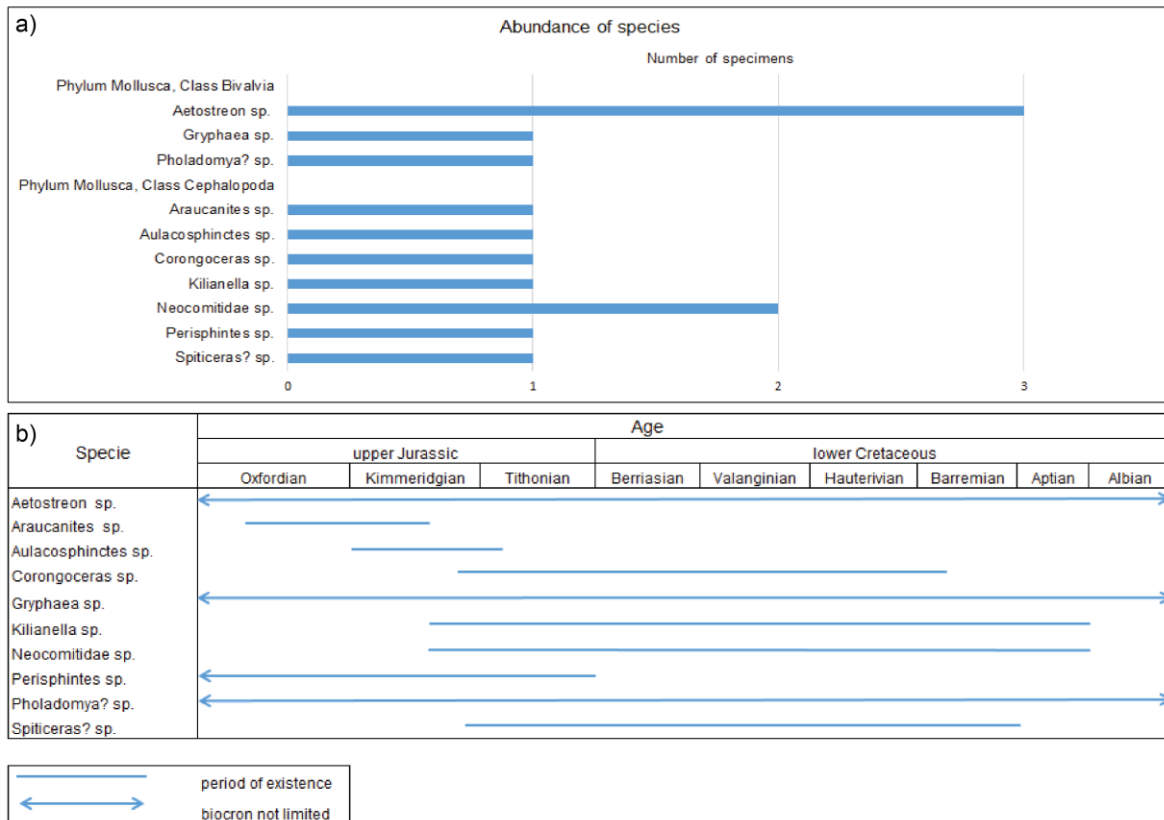 a)
Abundance of species
Number of specimens
Phylum Mollusca, Class Bivalvia
Aetostreon sp.
Gryphaea sp.
Pholadomya? sp.
Phylum Mollusca, Class Cephalopoda
Araucanites sp.
Aulacosphinctes sp.
Corongoceras sp.
Kilianella sp.
Neocomitidae sp.
Perisphintes sp.
Spiticeras? sp.
0 1 2 3
b)
Specie
Age
upper Jurassic lower Cretaceous
Oxfordian Kimmeridgian Tithonian Berriasian Valanginian Hauterivian Barremian Aptian Albian
Aetostreon sp.
Araucanites sp.
Aulacosphinctes sp.
Corongoceras sp.
Gryphaea sp.
Kilianella sp.
Neocomitidae sp.
Perisphintes sp.
Pholadomya? sp.
Spiticeras? sp.
period of existence
biocron not limited